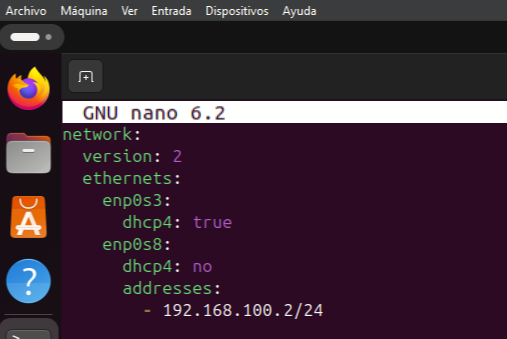 Archivo Máquina Ver Entrada Dispositivos Ayuda
GNU nano 6.2
network:
  version: 2
  ethernets:
    enp0s3:
      dhcp4: true
    enp0s8:
      dhcp4: no
      addresses:
        - 192.168.100.2/24